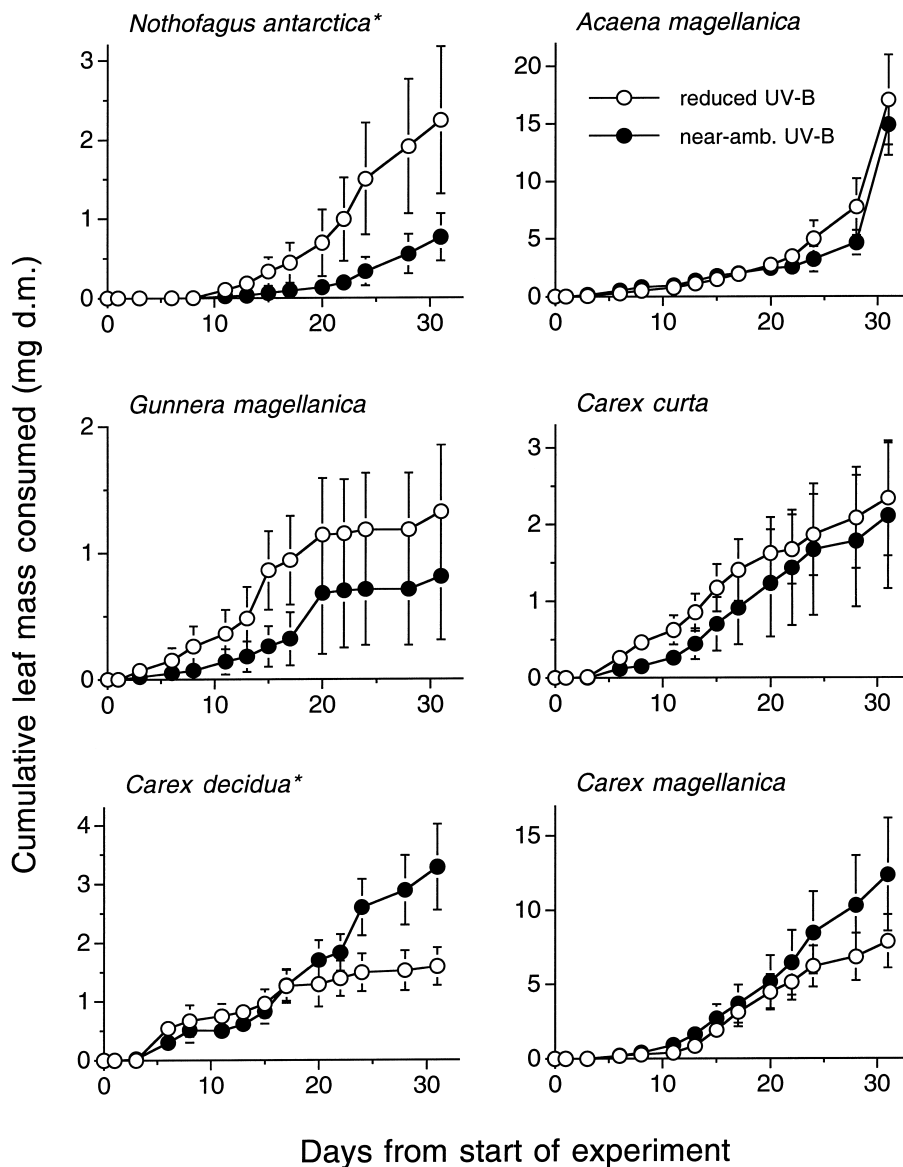 Nothofagus antarctica*
3
2
1
0
0 10 20 30
Acaena magellanica
reduced UV-B
near-amb. UV-B
20
15
10
5
0
0 10 20 30
Gunnera magellanica
2
1
0
0 10 20 30
Carex curta
3
2
1
0
0 10 20 30
Carex decidua*
4
3
2
1
0
0 10 20 30
Carex magellanica
15
10
5
0
0 10 20 30
Cumulative leaf mass consumed (mg d.m.)
Days from start of experiment